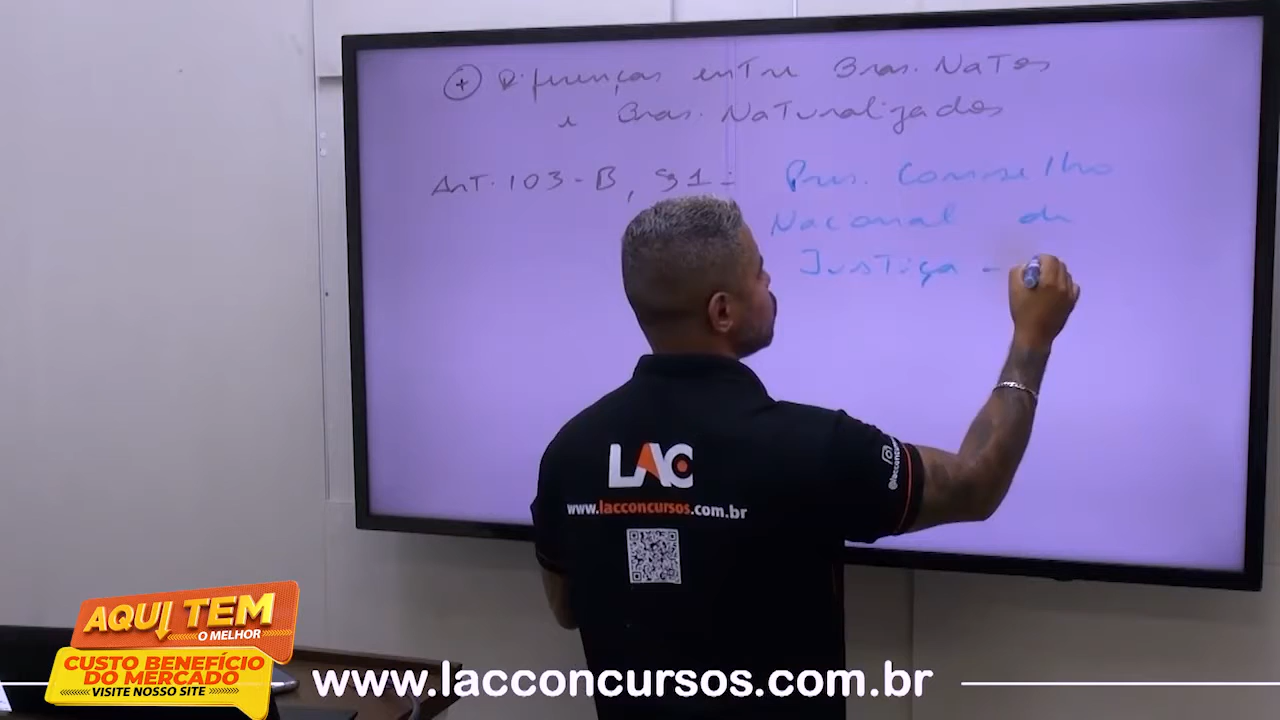 + Diferenças entre Bras. Natos
e Bras. Naturalizados
Art. 103-B, §1º
Pres. Conselho
Nacional de
Justiça -
LAC
www.lacconcursos.com.br
AQUI TEM
O MELHOR
CUSTO BENEFÍCIO
DO MERCADO
VISITE NOSSO SITE
www.lacconcursos.com.br